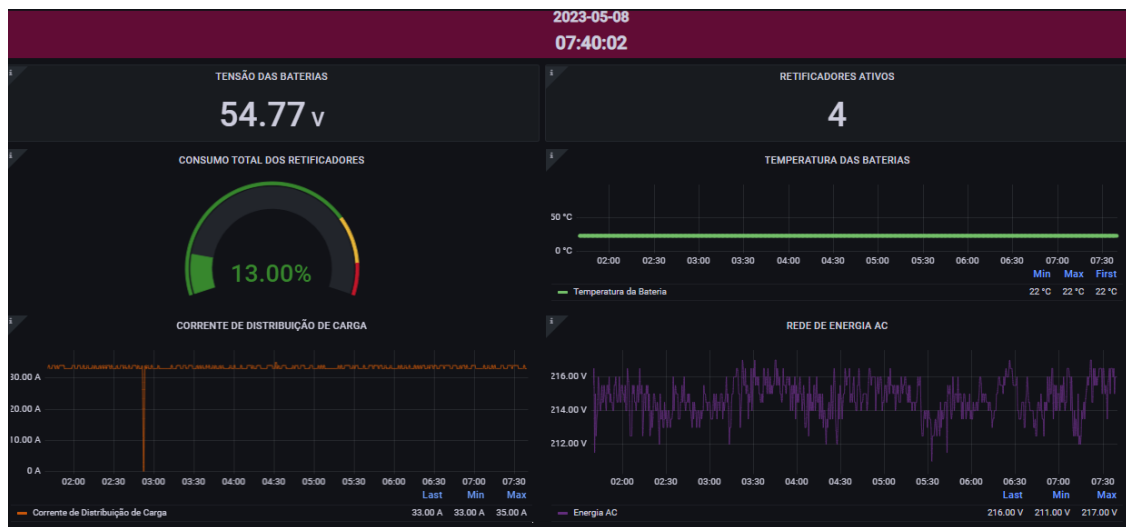 2023-05-08
07:40:02
i
TENSÃO DAS BATERIAS
54.77 V
i
RETIFICADORES ATIVOS
4
i
CONSUMO TOTAL DOS RETIFICADORES
13.00%
i
TEMPERATURA DAS BATERIAS
50 °C
0 °C
02:00 02:30 03:00 03:30 04:00 04:30 05:00 05:30 06:00 06:30 07:00 07:30
Min Max First
Temperatura da Bateria 22 °C 22 °C 22 °C
i
CORRENTE DE DISTRIBUIÇÃO DE CARGA
30.00 A
20.00 A
10.00 A
0 A
02:00 02:30 03:00 03:30 04:00 04:30 05:00 05:30 06:00 06:30 07:00 07:30
Last Min Max
Corrente de Distribuição de Carga 33.00 A 33.00 A 35.00 A
i
REDE DE ENERGIA AC
216.00 V
214.00 V
212.00 V
02:00 02:30 03:00 03:30 04:00 04:30 05:00 05:30 06:00 06:30 07:00 07:30
Last Min Max
Energia AC 216.00 V 211.00 V 217.00 V